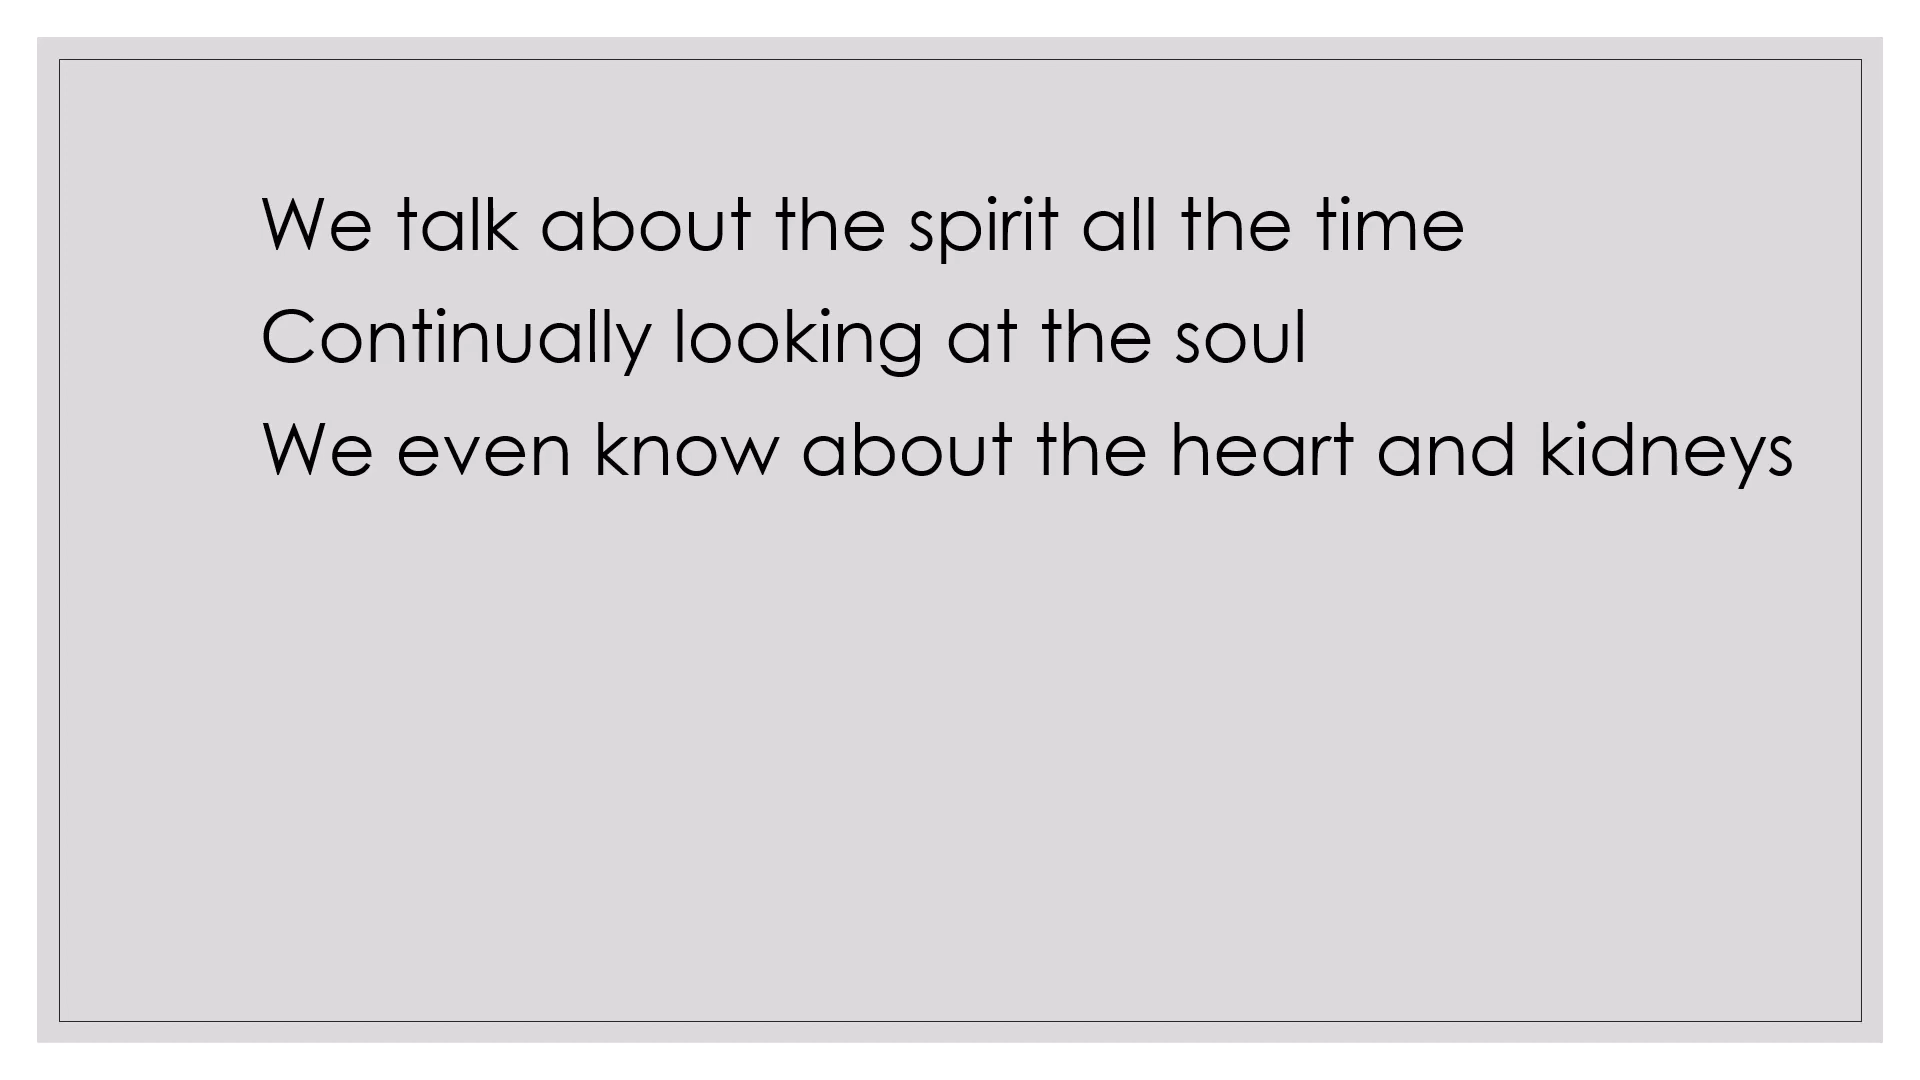 We talk about the spirit all the time
Continually looking at the soul
We even know about the heart and kidneys